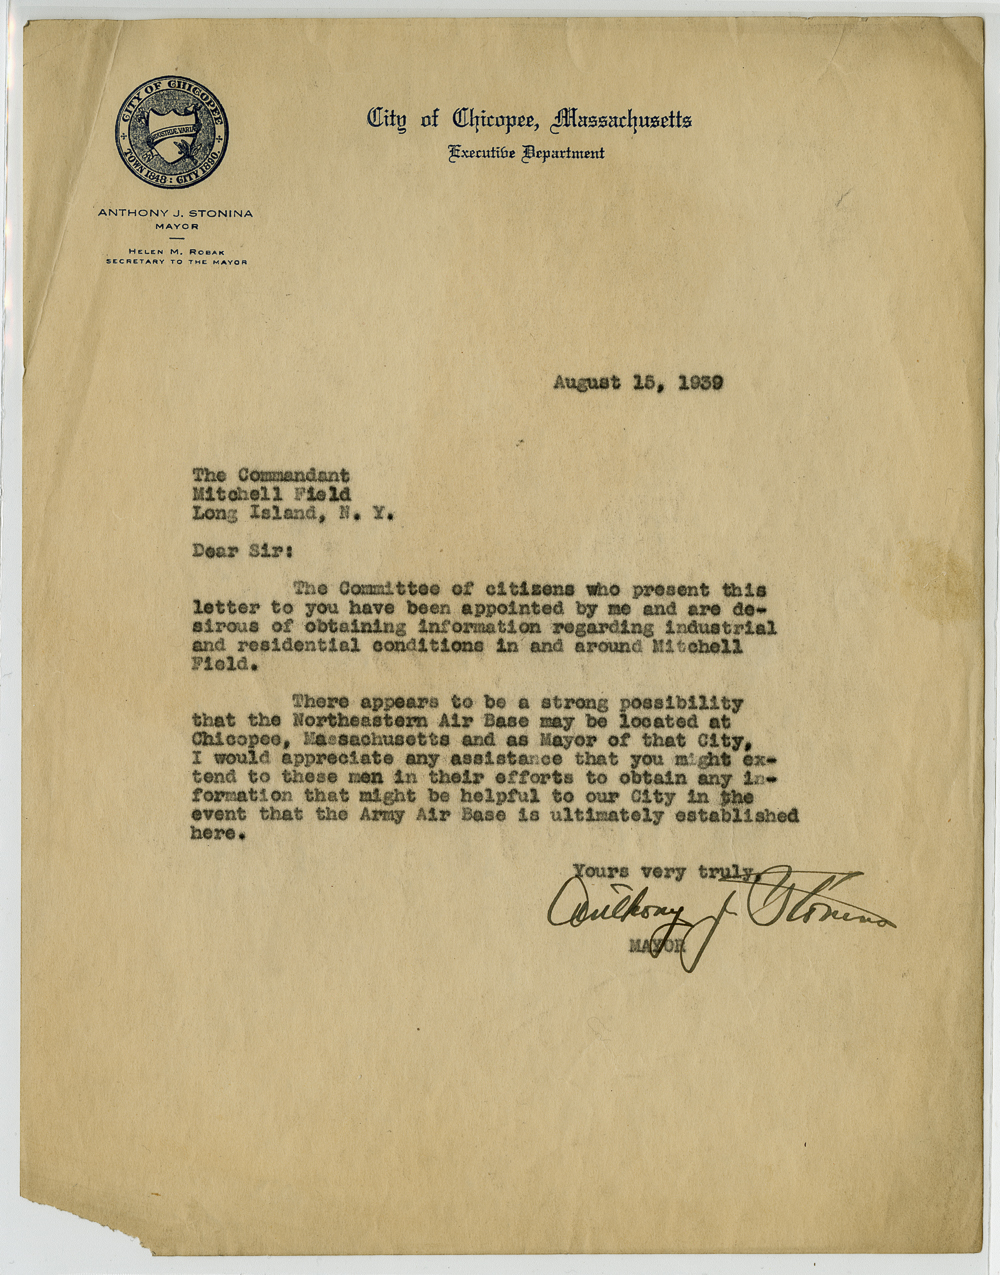 CITY OF CHICOPEE
INDUSTRIÆ VARIÆ
TOWN 1848 : CITY 1890.
City of Chicopee, Massachusetts
Executive Department
ANTHONY J. STONINA
MAYOR
HELEN M. ROBAK
SECRETARY TO THE MAYOR
August 15, 1939
The Commandant
Mitchell Field
Long Island, N. Y.
Dear Sir:
The Committee of citizens who present this
letter to you have been appointed by me and are de-
sirous of obtaining information regarding industrial
and residential conditions in and around Mitchell
Field.
There appears to be a strong possibility
that the Northeastern Air Base may be located at
Chicopee, Massachusetts and as Mayor of that City,
I would appreciate any assistance that you might ex-
tend to these men in their efforts to obtain any in-
formation that might be helpful to our City in the
event that the Army Air Base is ultimately established
here.
Yours very truly,
Anthony J. Stonina
MAYOR